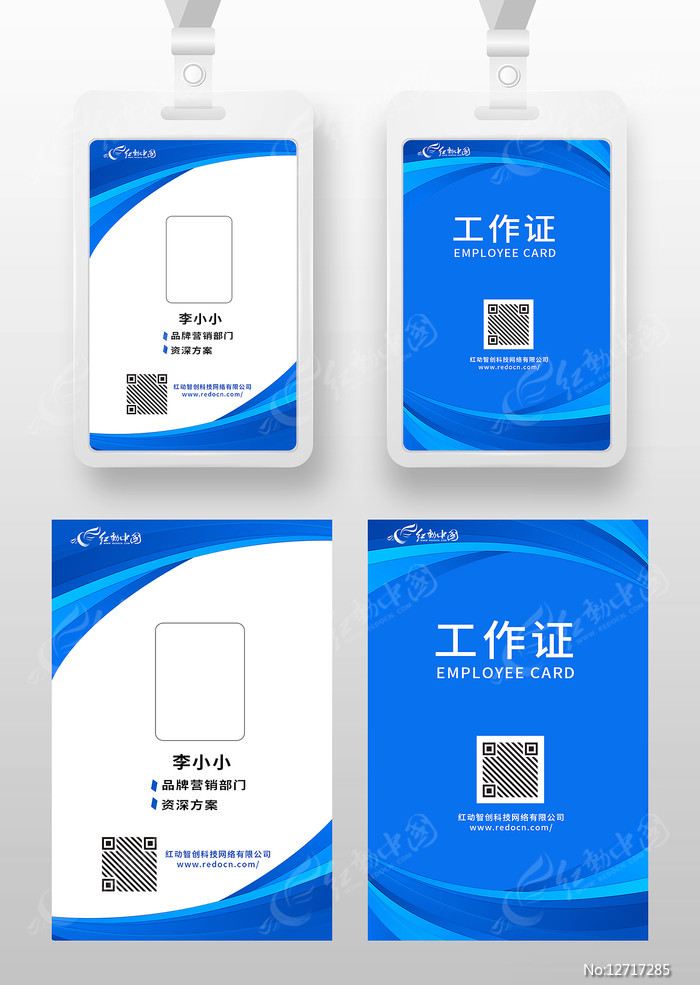 红动中国
李小小
品牌营销部门
资深方案
红动智创科技网络有限公司
www.redocn.com/
红动中国
工作证
EMPLOYEE CARD
红动智创科技网络有限公司
www.redocn.com/
红动中国
李小小
品牌营销部门
资深方案
红动智创科技网络有限公司
www.redocn.com/
红动中国
工作证
EMPLOYEE CARD
红动智创科技网络有限公司
www.redocn.com/
No:12717285